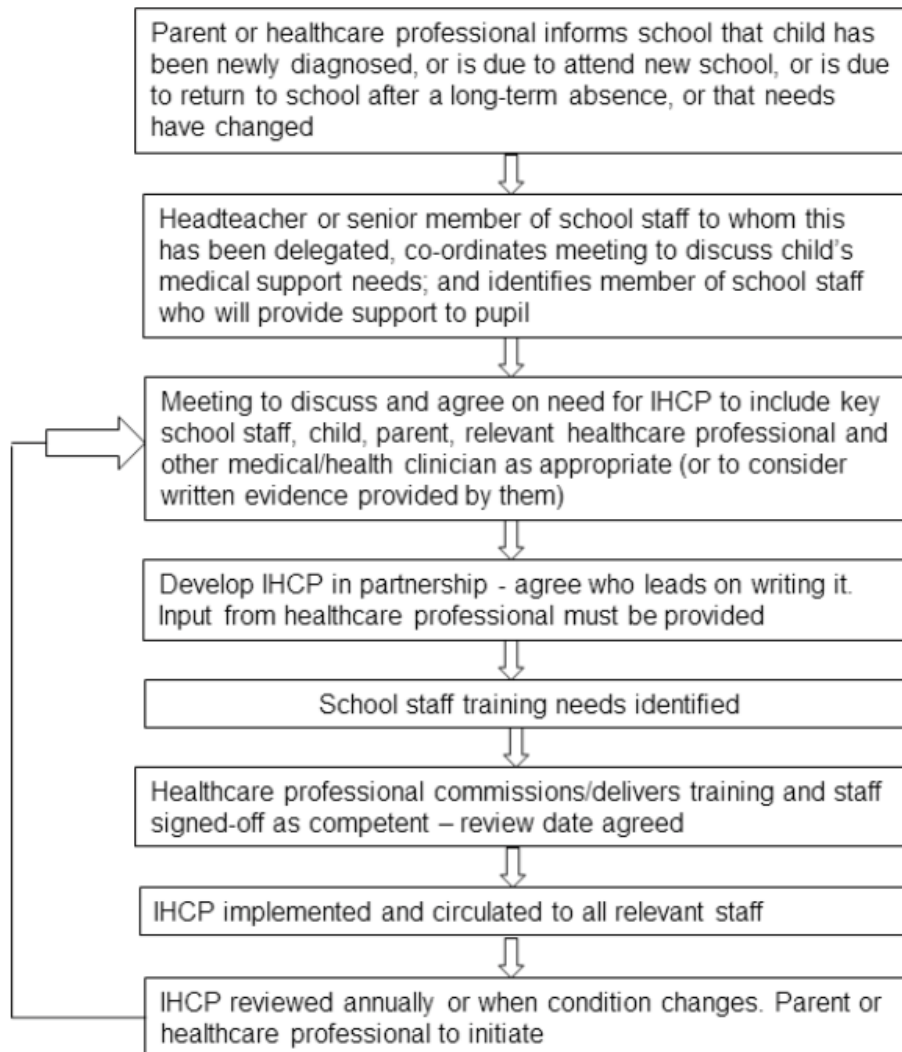 Parent or healthcare professional informs school that child has
been newly diagnosed, or is due to attend new school, or is due
to return to school after a long-term absence, or that needs
have changed
Headteacher or senior member of school staff to whom this
has been delegated, co-ordinates meeting to discuss child's
medical support needs; and identifies member of school staff
who will provide support to pupil
Meeting to discuss and agree on need for IHCP to include key
school staff, child, parent, relevant healthcare professional and
other medical/health clinician as appropriate (or to consider
written evidence provided by them)
Develop IHCP in partnership - agree who leads on writing it.
Input from healthcare professional must be provided
School staff training needs identified
Healthcare professional commissions/delivers training and staff
signed-off as competent – review date agreed
IHCP implemented and circulated to all relevant staff
IHCP reviewed annually or when condition changes. Parent or
healthcare professional to initiate